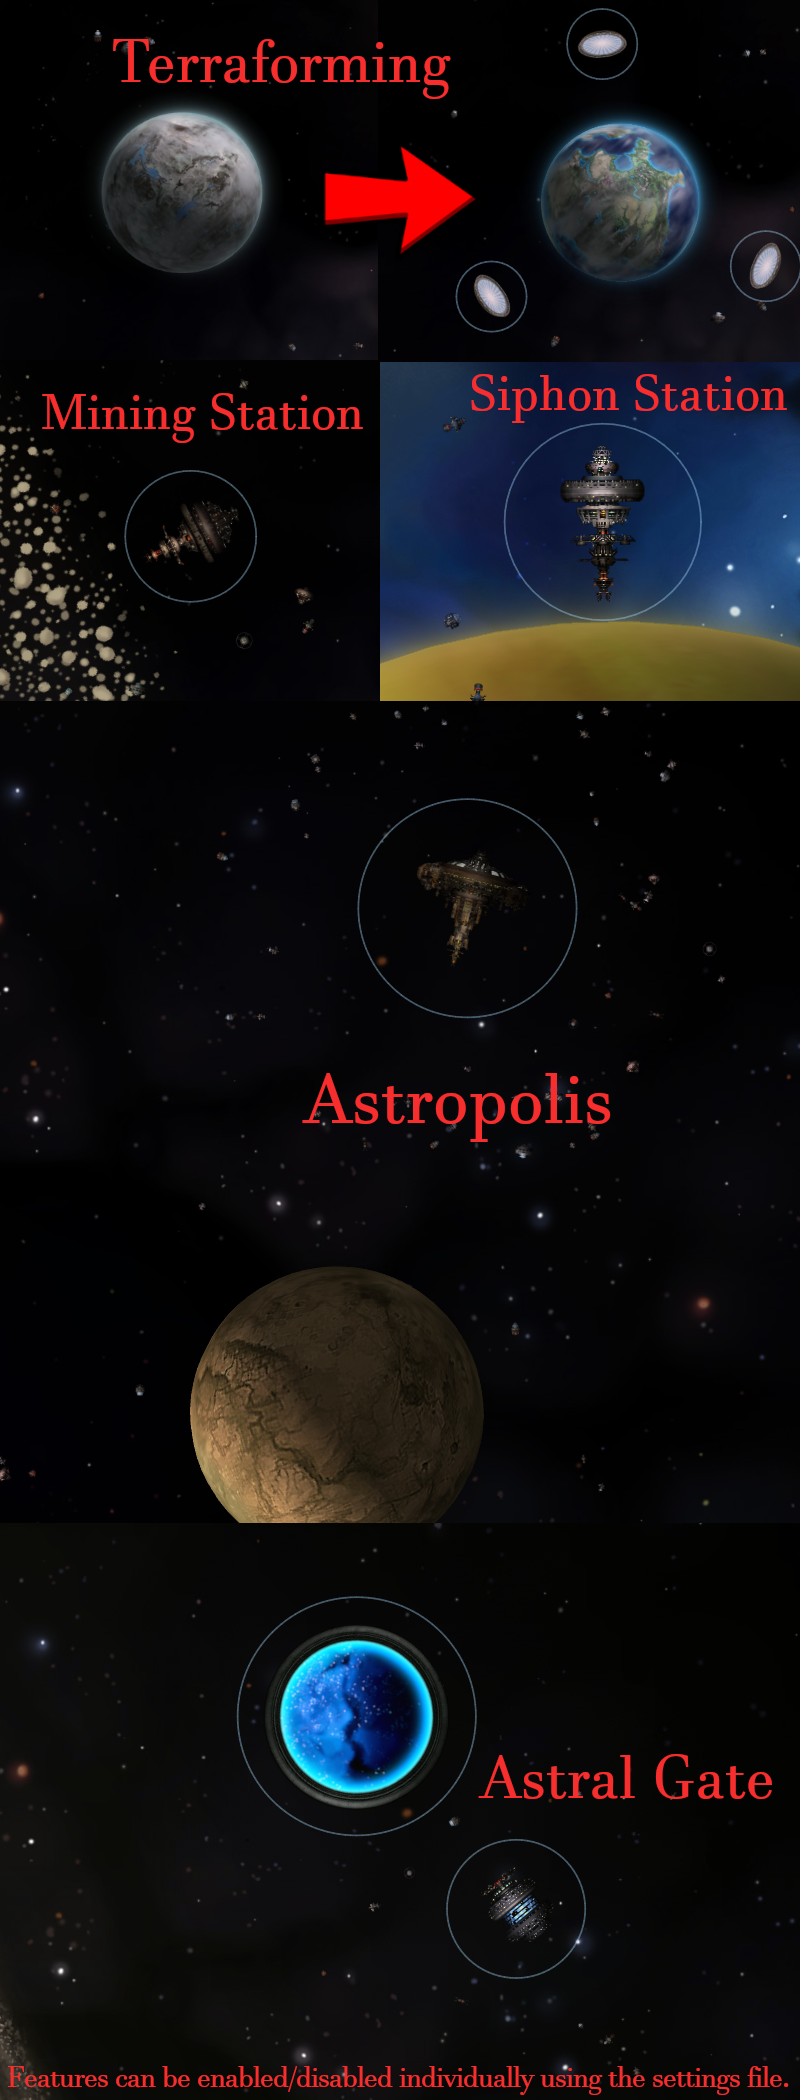 Terraforming
Mining Station
Siphon Station
Astropolis
Astral Gate
Features can be enabled/disabled individually using the settings file.